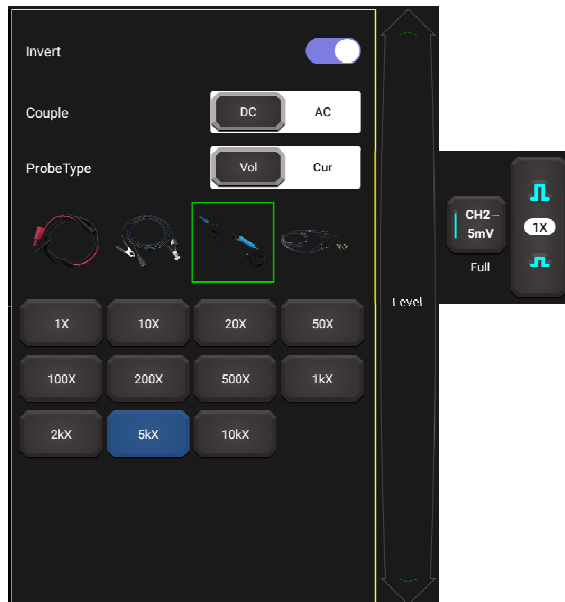 Invert
Couple
DC
AC
ProbeType
Vol
Cur
1X
10X
20X
50X
100X
200X
500X
1kX
2kX
5kX
10kX
Level
CH2
5mV
Full
1X